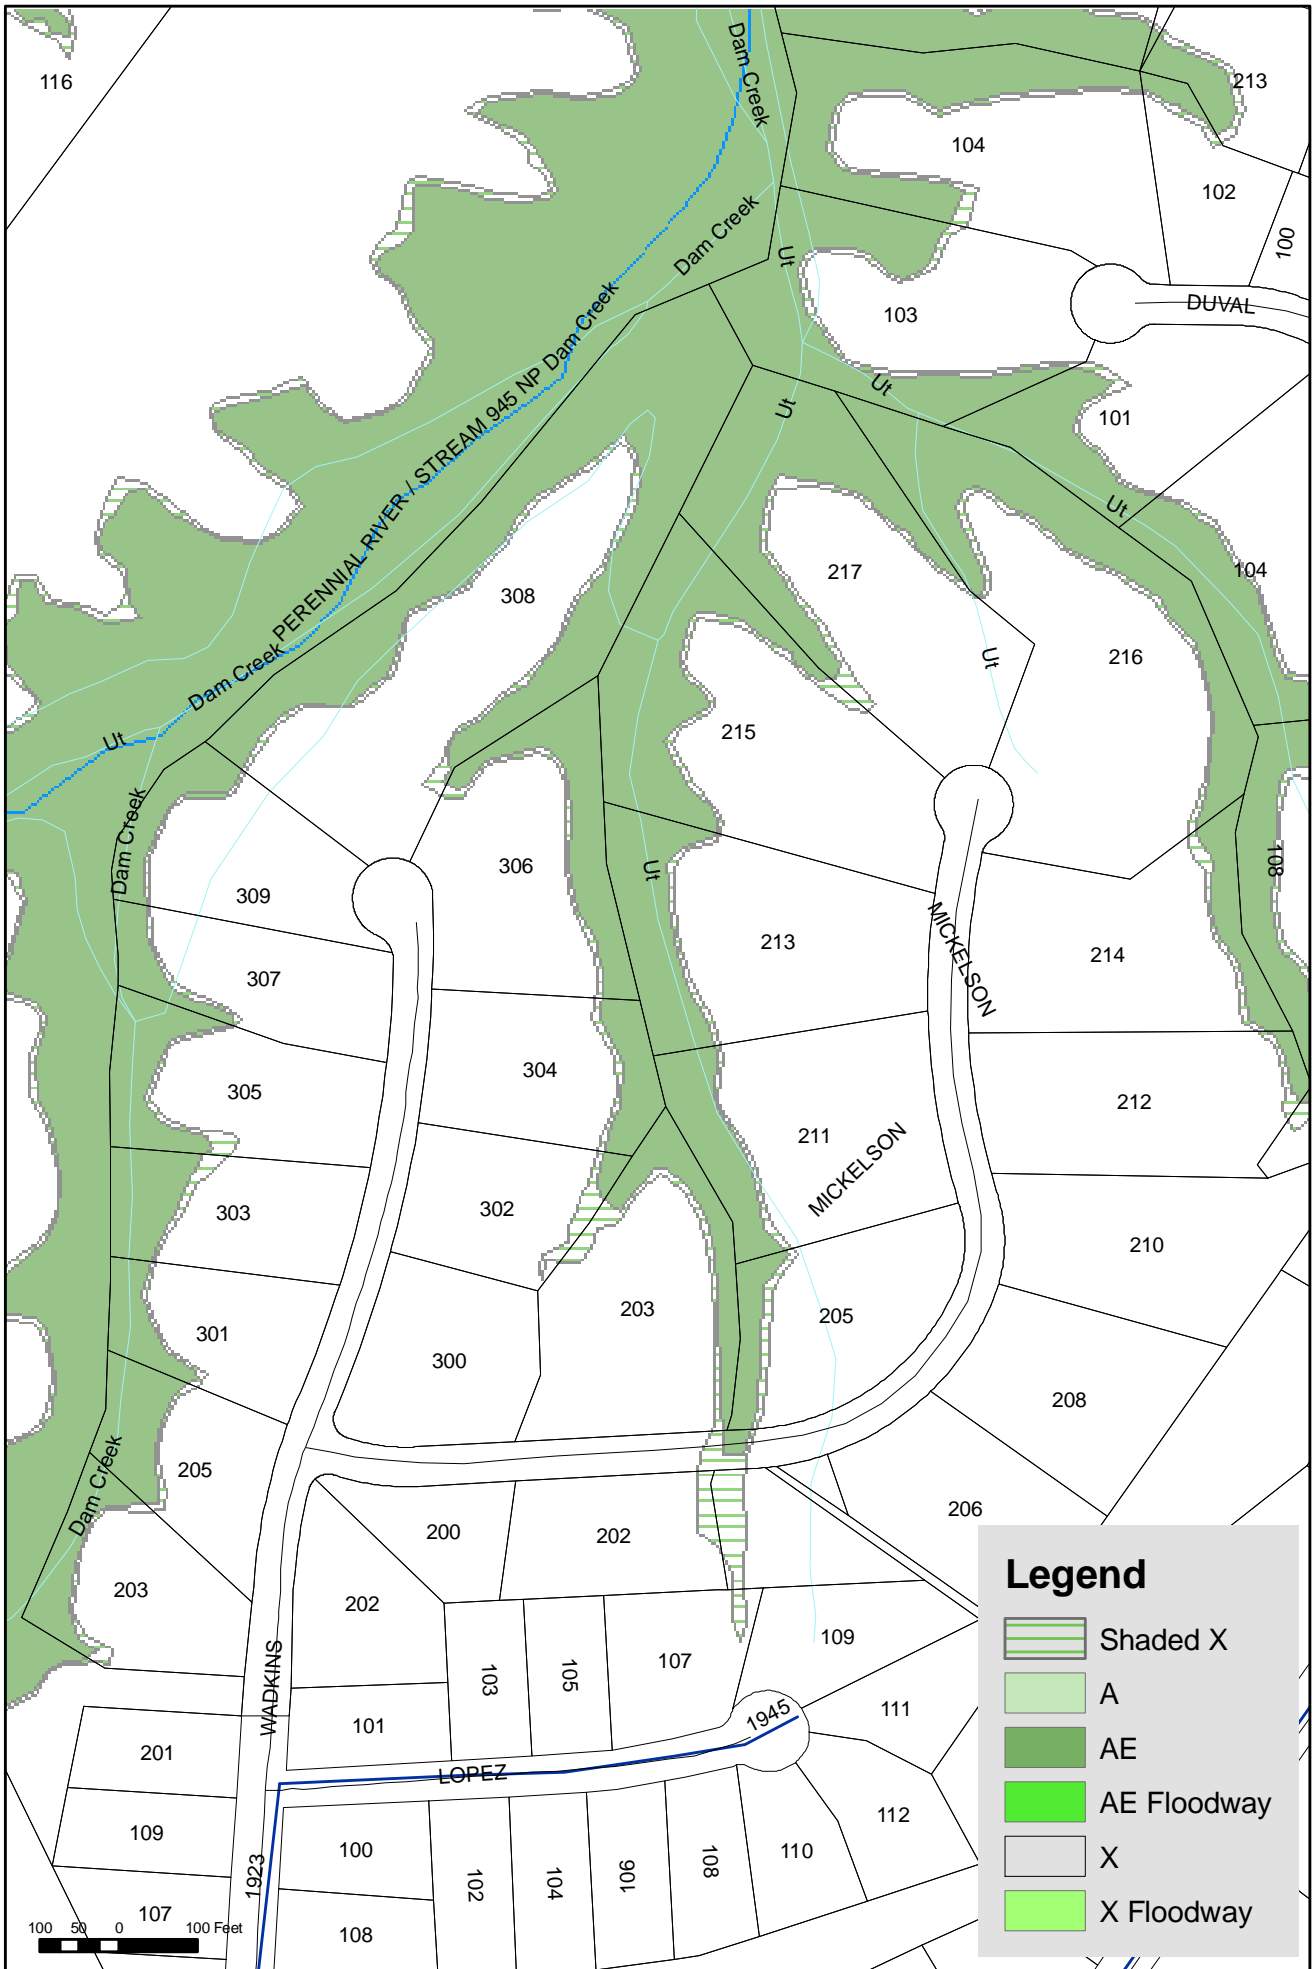 116
Dam Creek
213
104
102
100
Dam Creek
Ut
DUVAL
103
PERENNIAL RIVER / STREAM 945 NP Dam Creek
Ut
Ut
101
Ut
104
217
308
216
Ut
Dam Creek
Ut
215
Dam Creek
306
Ut
108
309
213
MICKELSON
214
307
304
305
212
211
MICKELSON
303
302
210
203
205
301
300
208
205
Dam Creek
206
200
202
203
202
109
107
103
105
WADKINS
101
111
1945
201
LOPEZ
109
100
112
110
108
106
104
102
1923
107
108
100 50 0 100 Feet
Legend
Shaded X
A
AE
AE Floodway
X
X Floodway